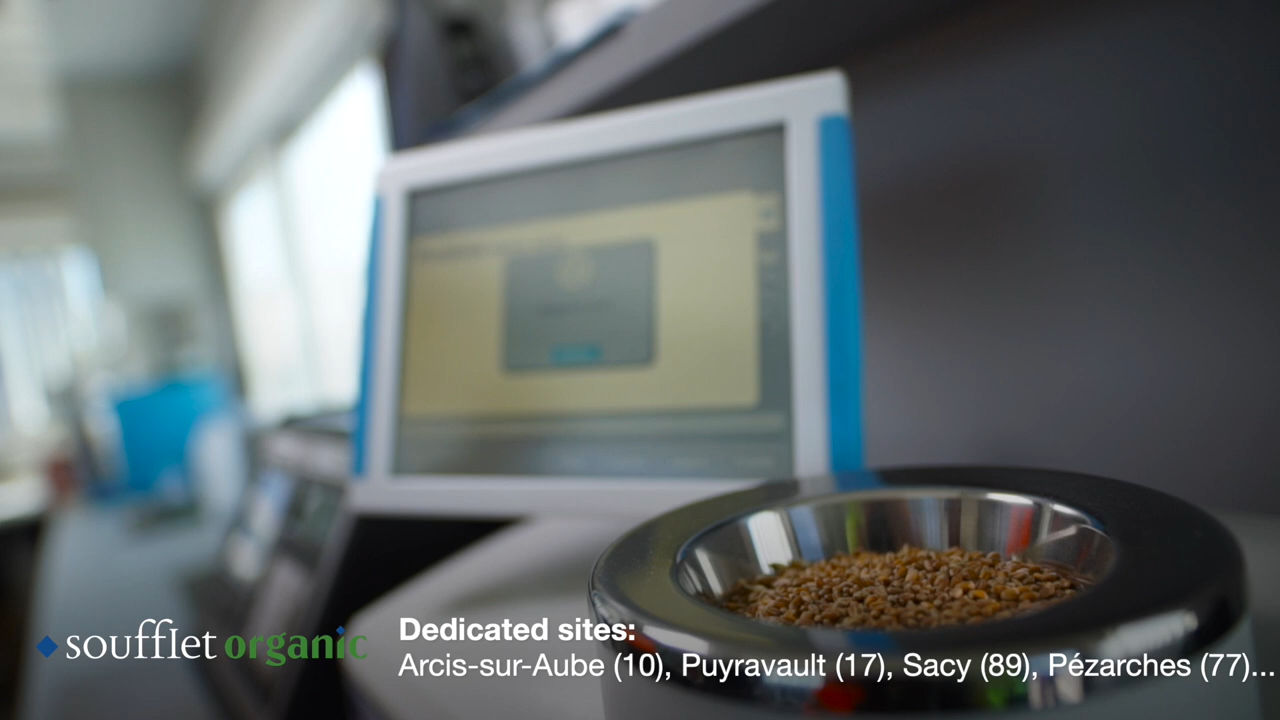 soufflet organic
Dedicated sites:
Arcis-sur-Aube (10), Puyravault (17), Sacy (89), Pézarches (77)...